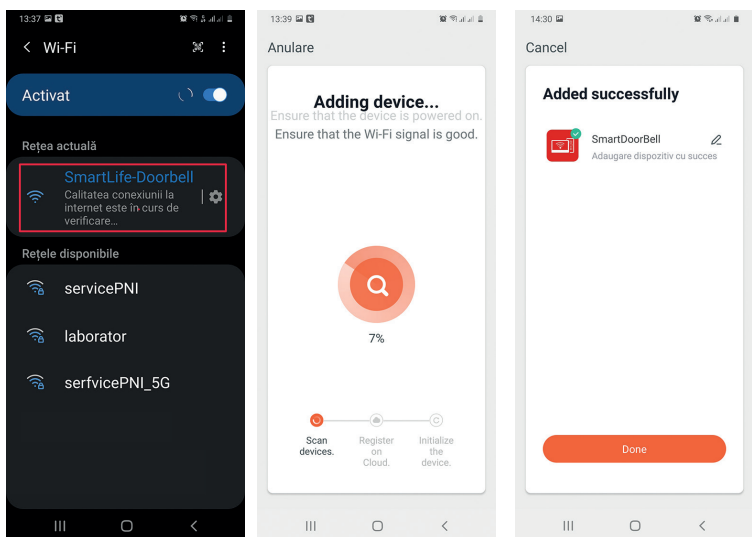 13:37
Wi-Fi
Activat
Rețea actuală
SmartLife-Doorbell
Calitatea conexiunii la
internet este în curs de
verificare...
Rețele disponibile
servicePNI
laborator
serfvicePNI_5G
13:39
Anulare
Adding device...
Ensure that the device is powered on.
Ensure that the Wi-Fi signal is good.
7%
Scan
devices.
Register
on
Cloud.
Initialize
the
device.
14:30
Cancel
Added successfully
SmartDoorBell
Adaugare dispozitiv cu succes
Done